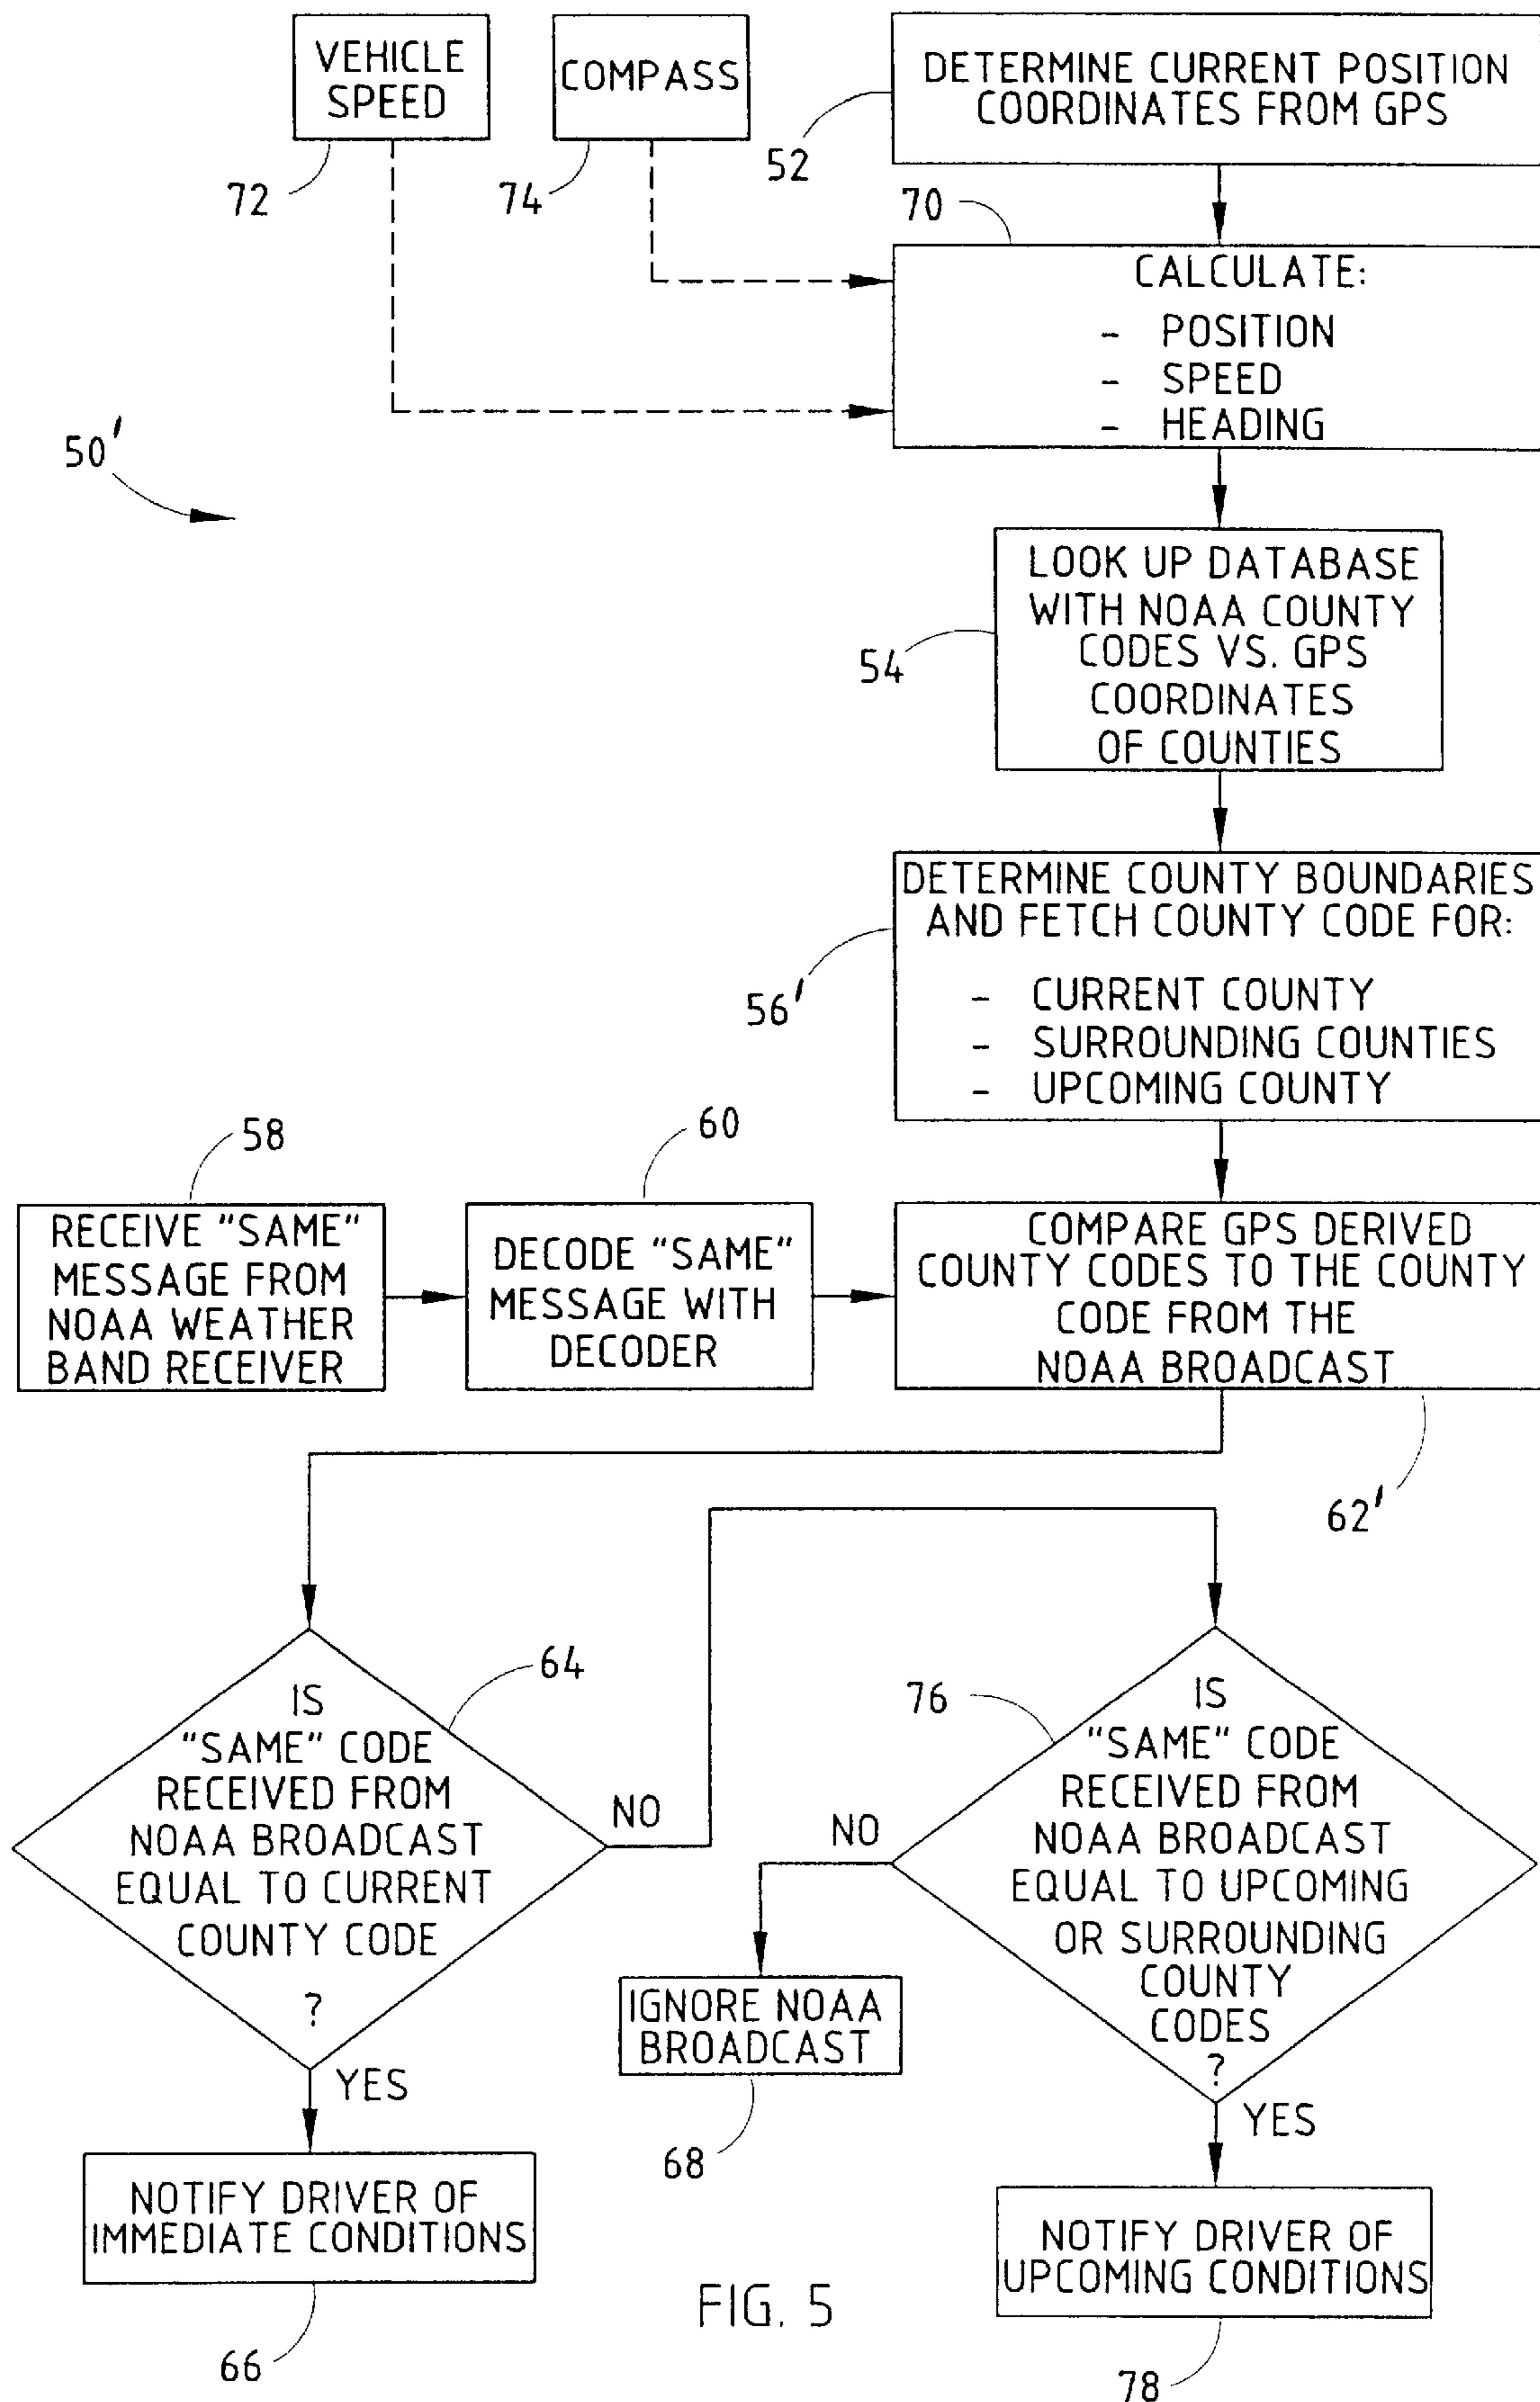 VEHICLE
SPEED
72
COMPASS
74
DETERMINE CURRENT POSITION
COORDINATES FROM GPS
52
70
CALCULATE:
- POSITION
- SPEED
- HEADING
50'
LOOK UP DATABASE
WITH NOAA COUNTY
CODES VS. GPS
COORDINATES
OF COUNTIES
54
DETERMINE COUNTY BOUNDARIES
AND FETCH COUNTY CODE FOR:
- CURRENT COUNTY
- SURROUNDING COUNTIES
- UPCOMING COUNTY
56'
58
RECEIVE "SAME"
MESSAGE FROM
NOAA WEATHER
BAND RECEIVER
60
DECODE "SAME"
MESSAGE WITH
DECODER
COMPARE GPS DERIVED
COUNTY CODES TO THE COUNTY
CODE FROM THE
NOAA BROADCAST
62'
64
IS
"SAME" CODE
RECEIVED FROM
NOAA BROADCAST
EQUAL TO CURRENT
COUNTY CODE
?
NO
YES
NOTIFY DRIVER OF
IMMEDIATE CONDITIONS
66
76
IS
"SAME" CODE
RECEIVED FROM
NOAA BROADCAST
EQUAL TO UPCOMING
OR SURROUNDING
COUNTY
CODES
?
NO
IGNORE NOAA
BROADCAST
68
YES
NOTIFY DRIVER OF
UPCOMING CONDITIONS
78
FIG. 5